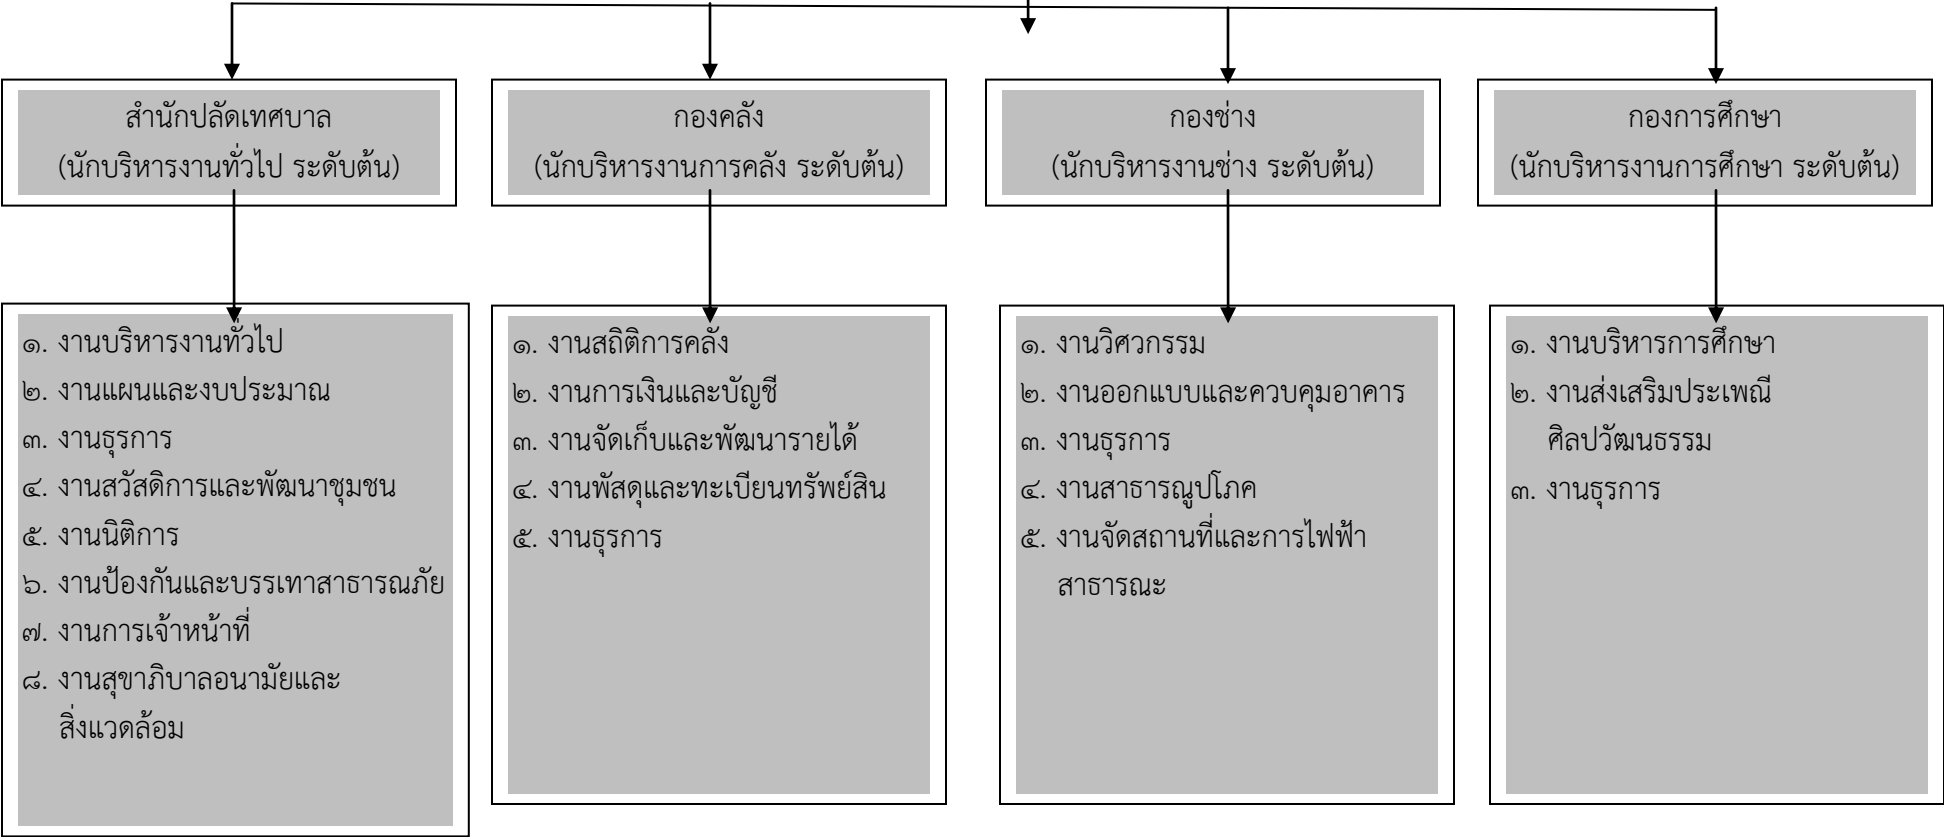 สำนักปลัดเทศบาล
(นักบริหารงานทั่วไป ระดับต้น)
กองคลัง
(นักบริหารงานการคลัง ระดับต้น)
กองช่าง
(นักบริหารงานช่าง ระดับต้น)
กองการศึกษา
(นักบริหารงานการศึกษา ระดับต้น)
๑. งานบริหารงานทั่วไป
๒. งานแผนและงบประมาณ
๓. งานธุรการ
๔. งานสวัสดิการและพัฒนาชุมชน
๕. งานนิติการ
๖. งานป้องกันและบรรเทาสาธารณภัย
๗. งานการเจ้าหน้าที่
๘. งานสุขาภิบาลอนามัยและ
สิ่งแวดล้อม
๑. งานสถิติการคลัง
๒. งานการเงินและบัญชี
๓. งานจัดเก็บและพัฒนารายได้
๔. งานพัสดุและทะเบียนทรัพย์สิน
๕. งานธุรการ
๑. งานวิศวกรรม
๒. งานออกแบบและควบคุมอาคาร
๓. งานธุรการ
๔. งานสาธารณูปโภค
๕. งานจัดสถานที่และการไฟฟ้า
สาธารณะ
๑. งานบริหารการศึกษา
๒. งานส่งเสริมประเพณี
ศิลปวัฒนธรรม
๓. งานธุรการ